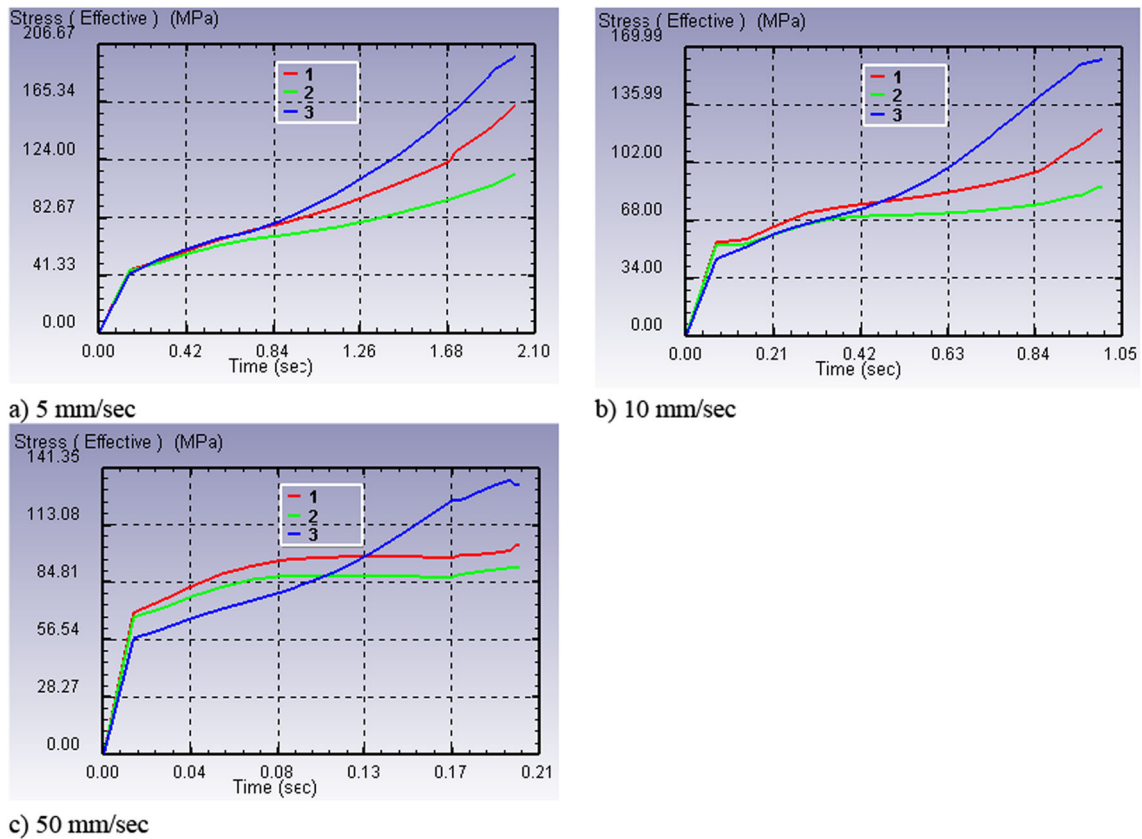 Stress ( Effective )  (MPa)
206.67
165.34
124.00
82.67
41.33
0.00
1
2
3
0.00 0.42 0.84 1.26 1.68 2.10
Time (sec)
a) 5 mm/sec
Stress ( Effective )  (MPa)
169.99
135.99
102.00
68.00
34.00
0.00
1
2
3
0.00 0.21 0.42 0.63 0.84 1.05
Time (sec)
b) 10 mm/sec
Stress ( Effective )  (MPa)
141.35
113.08
84.81
56.54
28.27
0.00
1
2
3
0.00 0.04 0.08 0.13 0.17 0.21
Time (sec)
c) 50 mm/sec